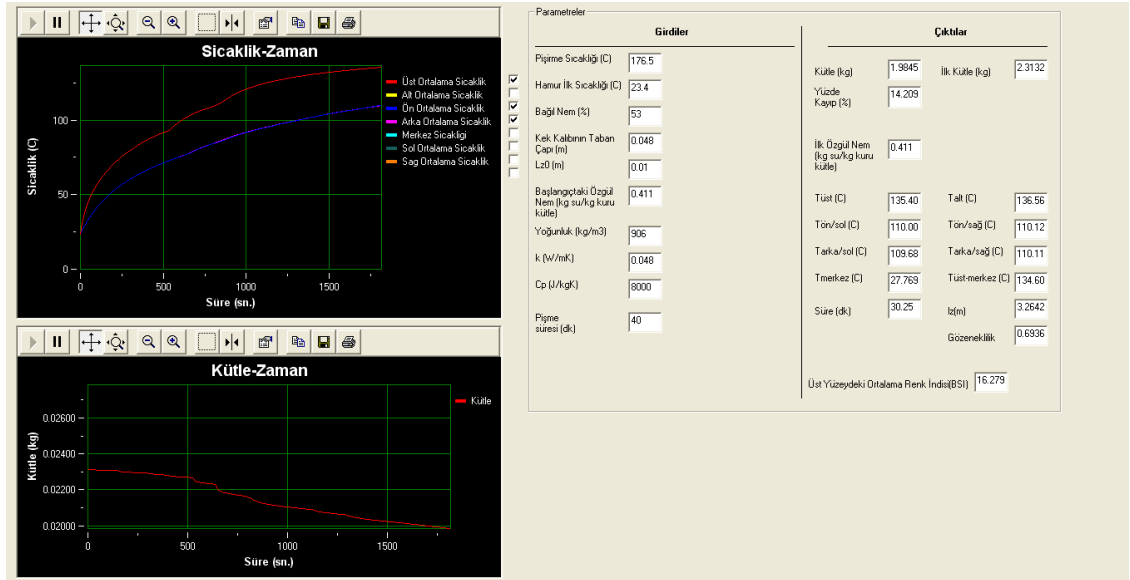 Sicaklik-Zaman
Üst Ortalama Sicaklik
Alt Ortalama Sicaklik
Ön Ortalama Sicaklik
Arka Ortalama Sicaklik
Merkez Sicakligi
Sol Ortalama Sicaklik
Sag Ortalama Sicaklik
Sicaklik (C)
100
50
0
0 500 1000 1500
Süre (sn.)
Kütle-Zaman
Kütle
Kütle (kg)
0.02600
0.02400
0.02200
0.02000
0 500 1000 1500
Süre (sn.)
Parametreler
Girdiler
Pişirme Sıcaklığı (C) 176.5
Hamur İlk Sıcaklığı (C) 23.4
Bağıl Nem (%) 53
Kek Kalıbının Taban
Çapı (m) 0.048
Lz0 (m) 0.01
Başlangıçtaki Özgül
Nem (kg su/kg kuru
kütle) 0.411
Yoğunluk (kg/m3) 906
k (W/mK) 0.048
Cp (J/kgK) 8000
Pişme
süresi (dk) 40
Çıktılar
Kütle (kg) 1.9845 İlk Kütle (kg) 2.3132
Yüzde
Kayıp (%) 14.209
İlk Özgül Nem
(kg su/kg kuru
kütle) 0.411
Tüst (C) 135.40 Talt (C) 136.56
Tön/sol (C) 110.00 Tön/sağ (C) 110.12
Tarka/sol (C) 109.68 Tarka/sağ (C) 110.11
Tmerkez (C) 27.769 Tüst-merkez (C) 134.60
Süre (dk) 30.25 lz(m) 3.2642
Gözeneklilik 0.6936
Üst Yüzeydeki Ortalama Renk İndisi(BSI) 16.279